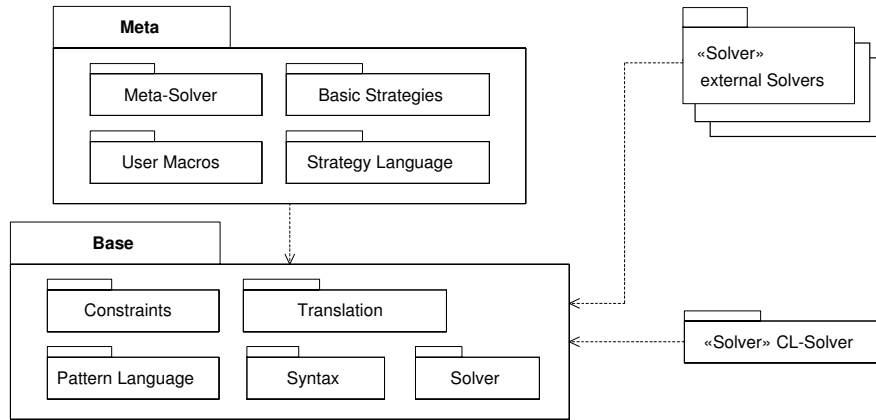 Meta
Meta-Solver
Basic Strategies
User Macros
Strategy Language
«Solver»
external Solvers
Base
Constraints
Translation
Pattern Language
Syntax
Solver
«Solver» CL-Solver